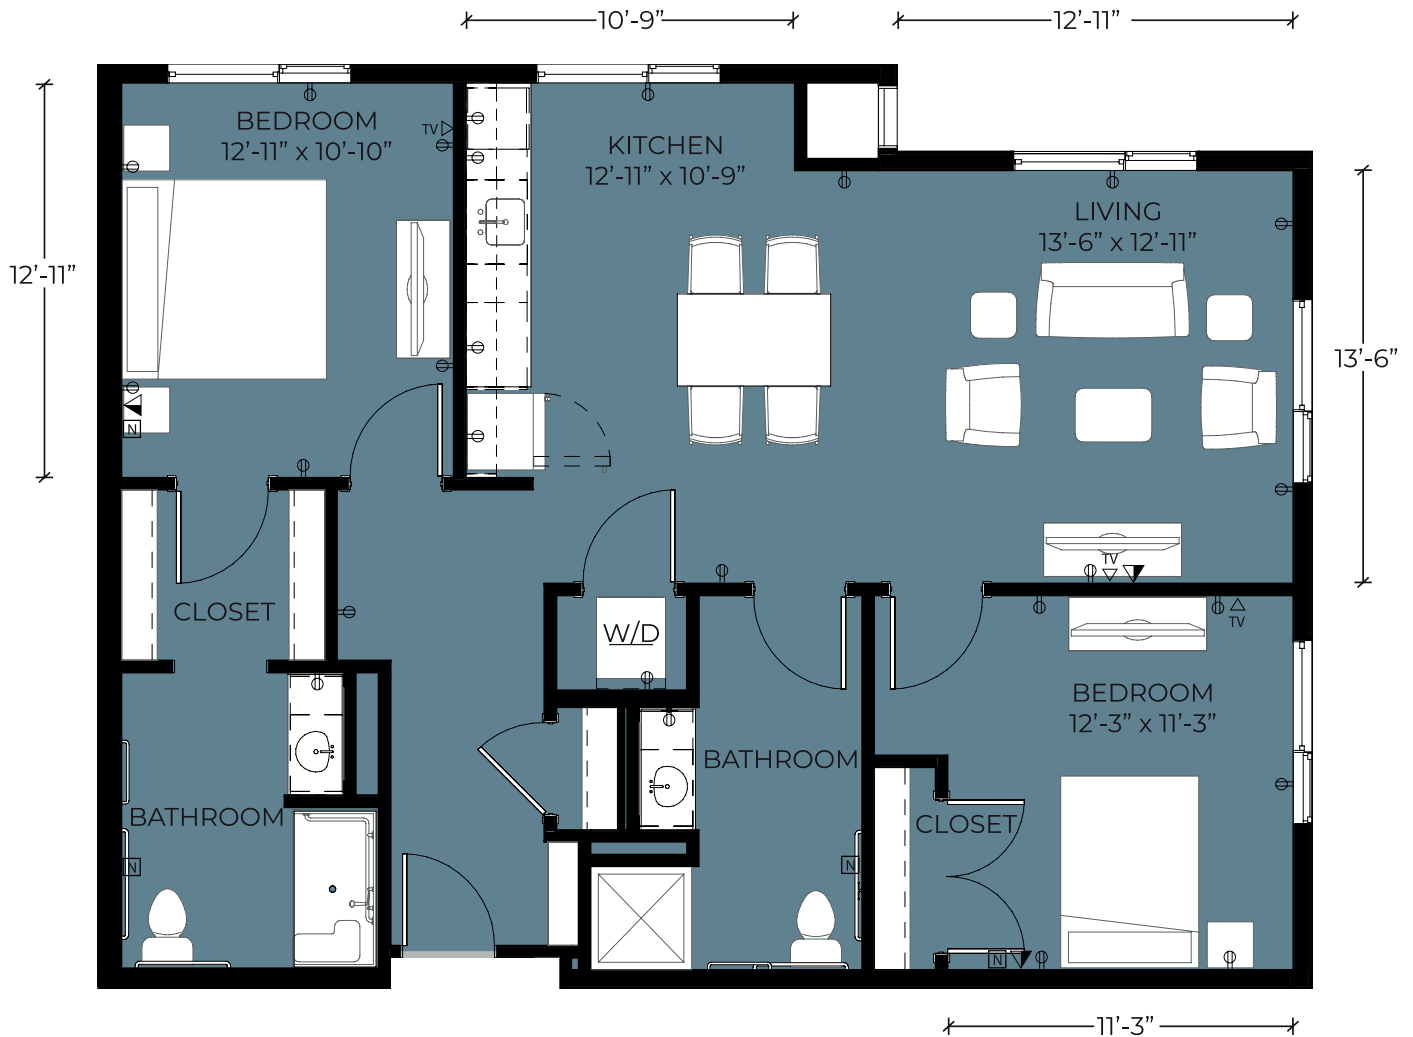 10’-9”
12’-11”
BEDROOM
12’-11” x 10’-10”
TV
KITCHEN
12’-11” x 10’-9”
LIVING
13’-6” x 12’-11”
12’-11”
13’-6”
N
TV
CLOSET
W/D
TV
BEDROOM
12’-3” x 11’-3”
BATHROOM
BATHROOM
CLOSET
N
N
N
11’-3”